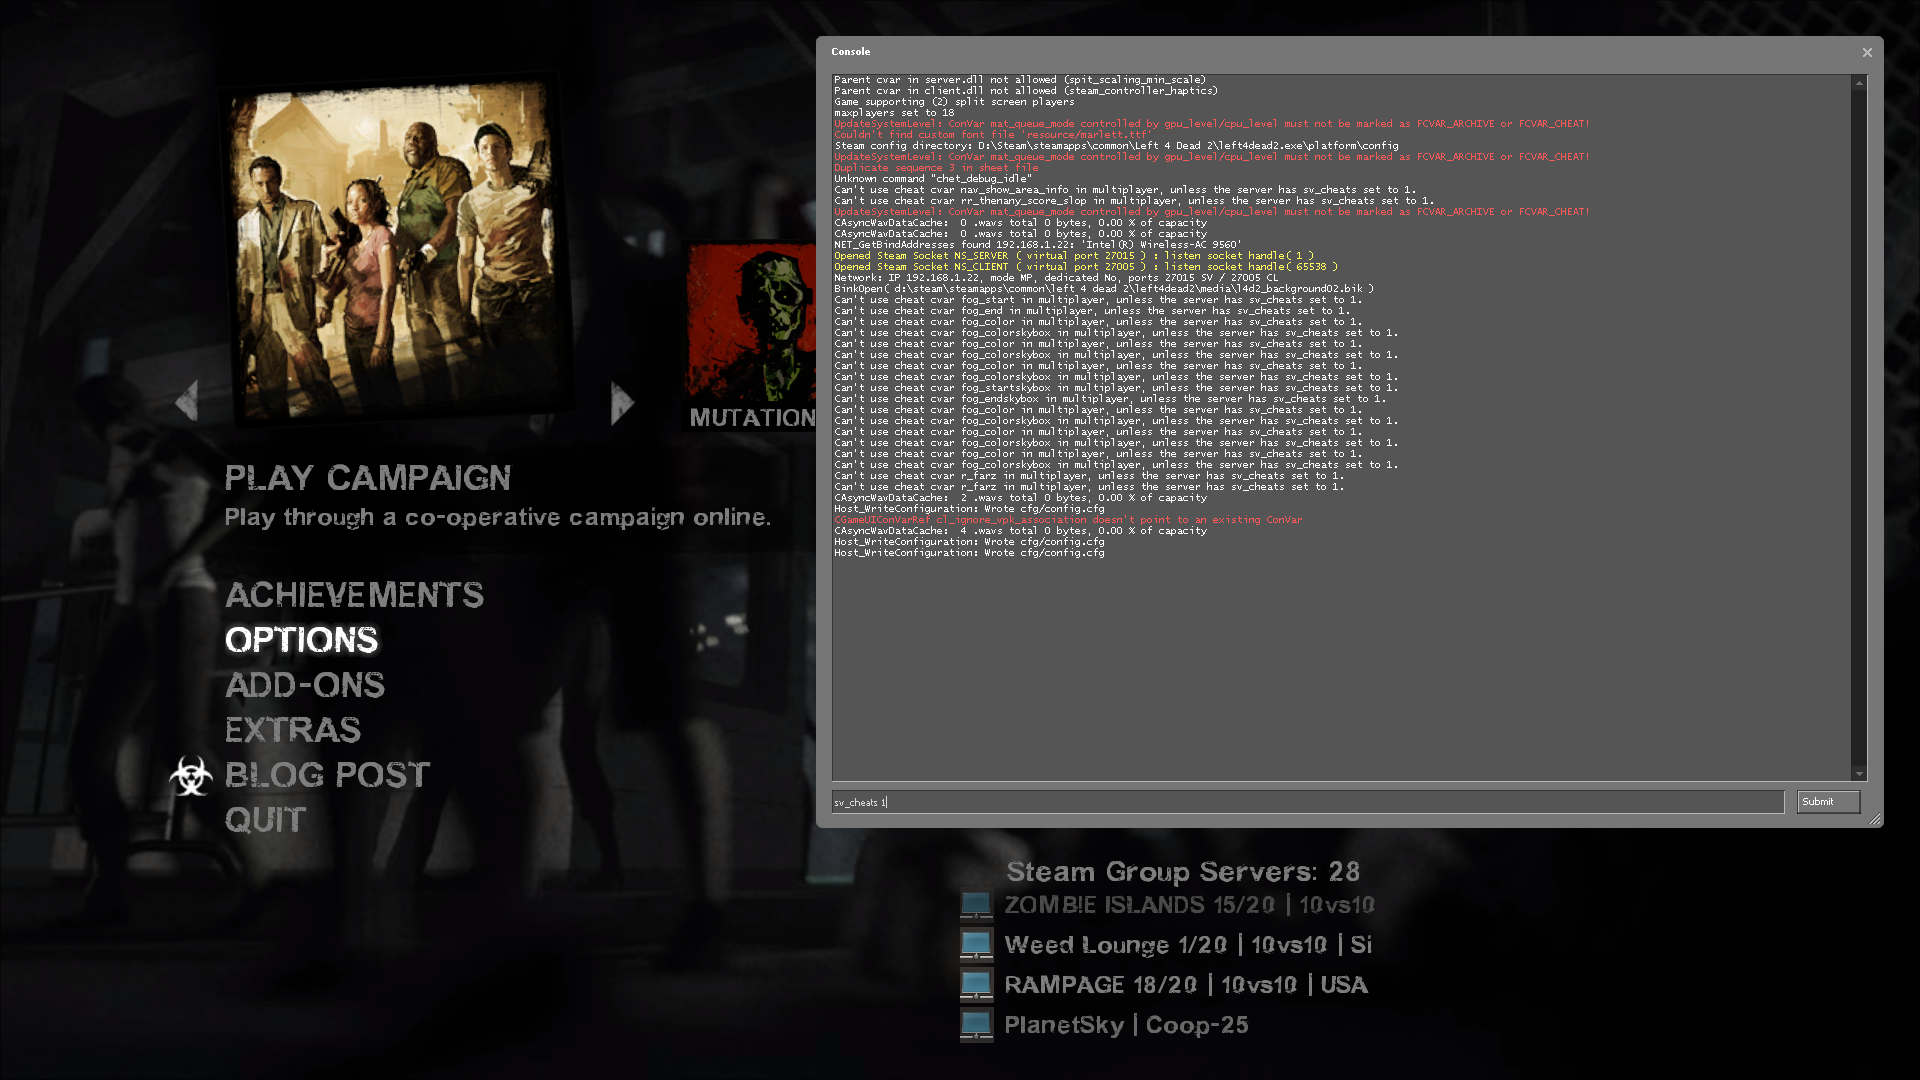 Console
Parent cvar in server.dll not allowed (spit_scaling_min_scale)
Parent cvar in client.dll not allowed (steam_controller_haptics)
Game supporting (2) split screen players
maxplayers set to 18
UpdateSystemLevel: ConVar mat_queue_mode controlled by gpu_level/cpu_level must not be marked as FCVAR_ARCHIVE or FCVAR_CHEAT!
Couldn't find custom font file 'resource/marlett.ttf'
Steam config directory: D:\Steam\steamapps\common\Left 4 Dead 2\left4dead2.exe\platform\config
UpdateSystemLevel: ConVar mat_queue_mode controlled by gpu_level/cpu_level must not be marked as FCVAR_ARCHIVE or FCVAR_CHEAT!
Duplicate sequence 3 in sheet file
Unknown command "chet_debug_idle"
Can't use cheat cvar nav_show_area_info in multiplayer, unless the server has sv_cheats set to 1.
Can't use cheat cvar rr_thenany_score_slop in multiplayer, unless the server has sv_cheats set to 1.
UpdateSystemLevel: ConVar mat_queue_mode controlled by gpu_level/cpu_level must not be marked as FCVAR_ARCHIVE or FCVAR_CHEAT!
CAsyncWavDataCache:  0 .wavs total 0 bytes, 0.00 % of capacity
CAsyncWavDataCache:  0 .wavs total 0 bytes, 0.00 % of capacity
NET_GetBindAddresses found 192.168.1.22: 'Intel(R) Wireless-AC 9560'
Opened Steam Socket NS_SERVER ( virtual port 27015 ) : listen socket handle( 1 )
Opened Steam Socket NS_CLIENT ( virtual port 27005 ) : listen socket handle( 65538 )
Network: IP 192.168.1.22, mode MP, dedicated No, ports 27015 SV / 27005 CL
BinkOpen( d:\steam\steamapps\common\left 4 dead 2\left4dead2\media\l4d2_background02.bik )
Can't use cheat cvar fog_start in multiplayer, unless the server has sv_cheats set to 1.
Can't use cheat cvar fog_end in multiplayer, unless the server has sv_cheats set to 1.
Can't use cheat cvar fog_color in multiplayer, unless the server has sv_cheats set to 1.
Can't use cheat cvar fog_colorskybox in multiplayer, unless the server has sv_cheats set to 1.
Can't use cheat cvar fog_color in multiplayer, unless the server has sv_cheats set to 1.
Can't use cheat cvar fog_colorskybox in multiplayer, unless the server has sv_cheats set to 1.
Can't use cheat cvar fog_color in multiplayer, unless the server has sv_cheats set to 1.
Can't use cheat cvar fog_colorskybox in multiplayer, unless the server has sv_cheats set to 1.
Can't use cheat cvar fog_startskybox in multiplayer, unless the server has sv_cheats set to 1.
Can't use cheat cvar fog_endskybox in multiplayer, unless the server has sv_cheats set to 1.
Can't use cheat cvar fog_color in multiplayer, unless the server has sv_cheats set to 1.
Can't use cheat cvar fog_colorskybox in multiplayer, unless the server has sv_cheats set to 1.
Can't use cheat cvar fog_color in multiplayer, unless the server has sv_cheats set to 1.
Can't use cheat cvar fog_colorskybox in multiplayer, unless the server has sv_cheats set to 1.
Can't use cheat cvar fog_color in multiplayer, unless the server has sv_cheats set to 1.
Can't use cheat cvar fog_colorskybox in multiplayer, unless the server has sv_cheats set to 1.
Can't use cheat cvar r_farz in multiplayer, unless the server has sv_cheats set to 1.
Can't use cheat cvar r_farz in multiplayer, unless the server has sv_cheats set to 1.
CAsyncWavDataCache:  2 .wavs total 0 bytes, 0.00 % of capacity
Host_WriteConfiguration: Wrote cfg/config.cfg
CGameUIConVarRef cl_ignore_vpk_association doesn't point to an existing ConVar
CAsyncWavDataCache:  4 .wavs total 0 bytes, 0.00 % of capacity
Host_WriteConfiguration: Wrote cfg/config.cfg
Host_WriteConfiguration: Wrote cfg/config.cfg
sv_cheats 1
Submit
MUTATION
PLAY CAMPAIGN
Play through a co-operative campaign online.
ACHIEVEMENTS
OPTIONS
ADD-ONS
EXTRAS
BLOG POST
QUIT
Steam Group Servers: 28
ZOMBIE ISLANDS 15/20 | 10vs10
Weed Lounge 1/20 | 10vs10 | Si
RAMPAGE 18/20 | 10vs10 | USA
PlanetSky | Coop-25